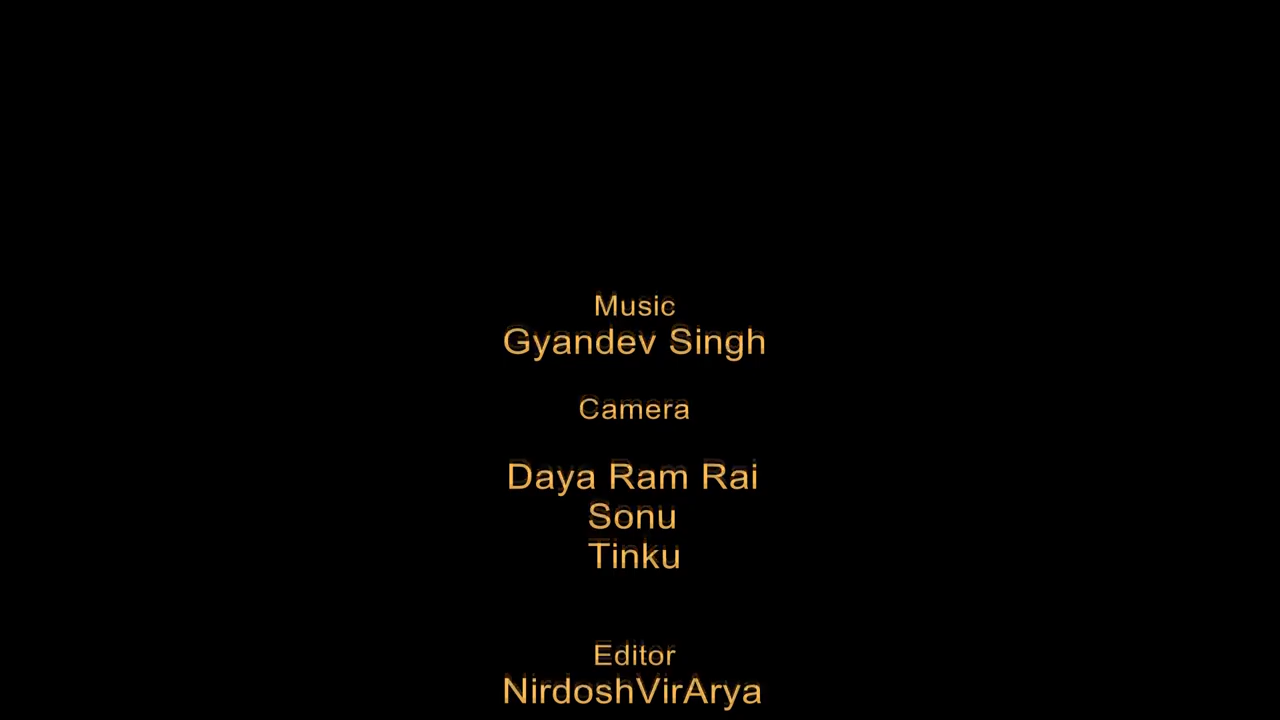 Music
Gyandev Singh
Camera
Daya Ram Rai
Sonu
Tinku
Editor
NirdoshVirArya